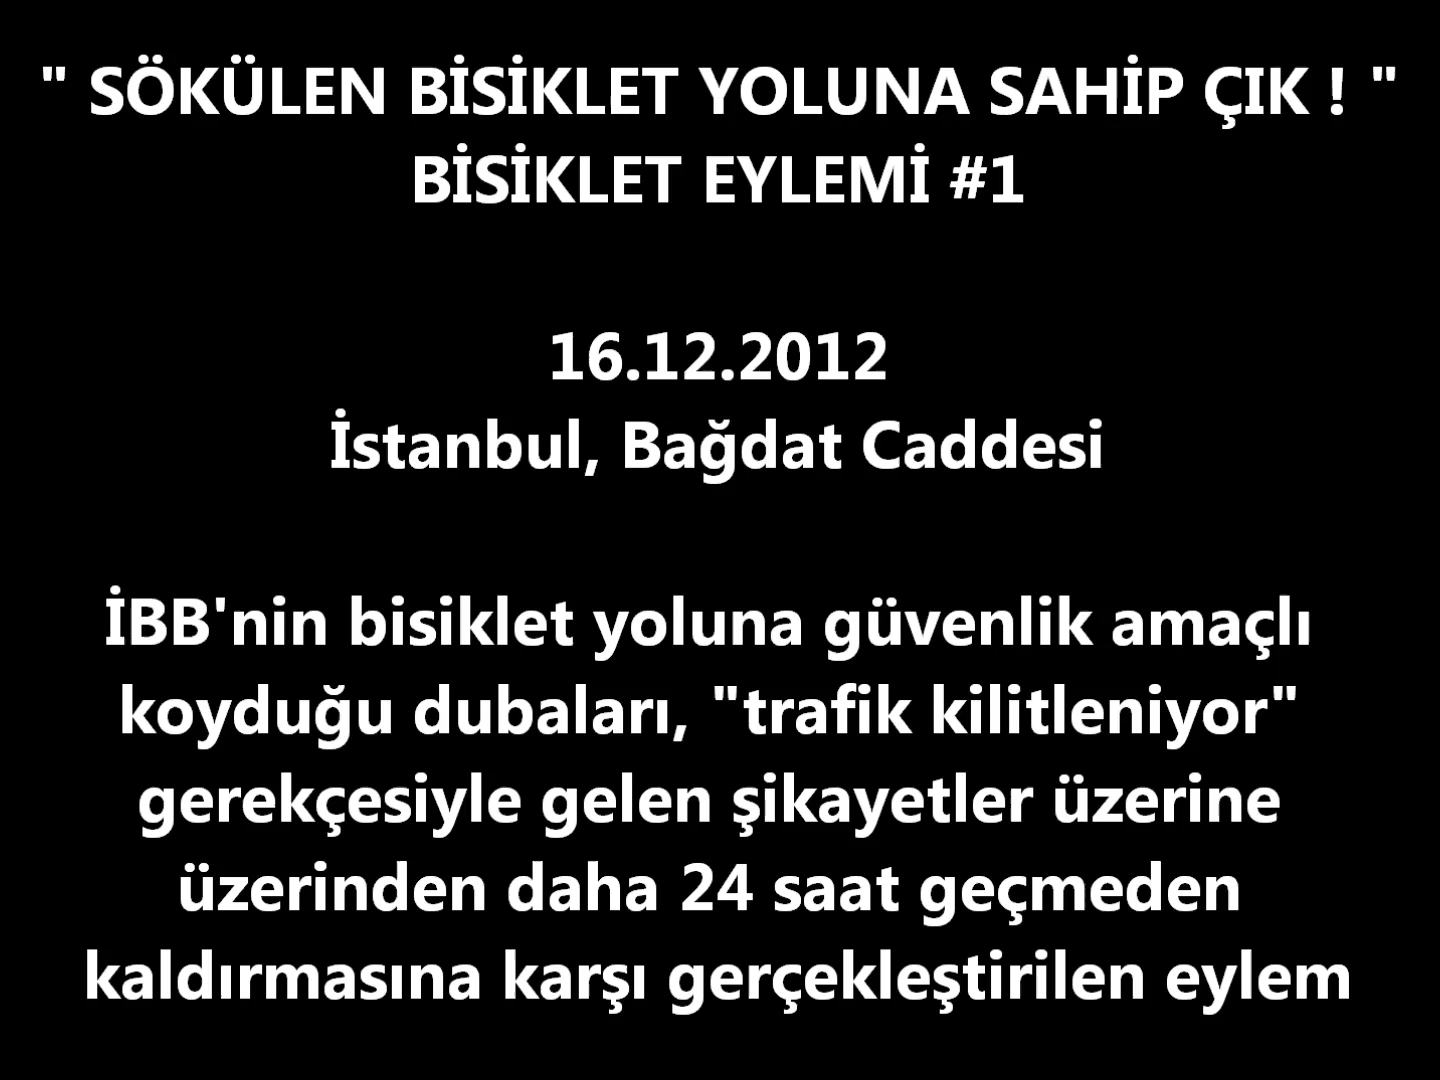 " SÖKÜLEN BİSİKLET YOLUNA SAHİP ÇIK ! "
BİSİKLET EYLEMİ #1
16.12.2012
İstanbul, Bağdat Caddesi
İBB'nin bisiklet yoluna güvenlik amaçlı
koyduğu dubaları, "trafik kilitleniyor"
gerekçesiyle gelen şikayetler üzerine
üzerinden daha 24 saat geçmeden
kaldırmasına karşı gerçekleştirilen eylem